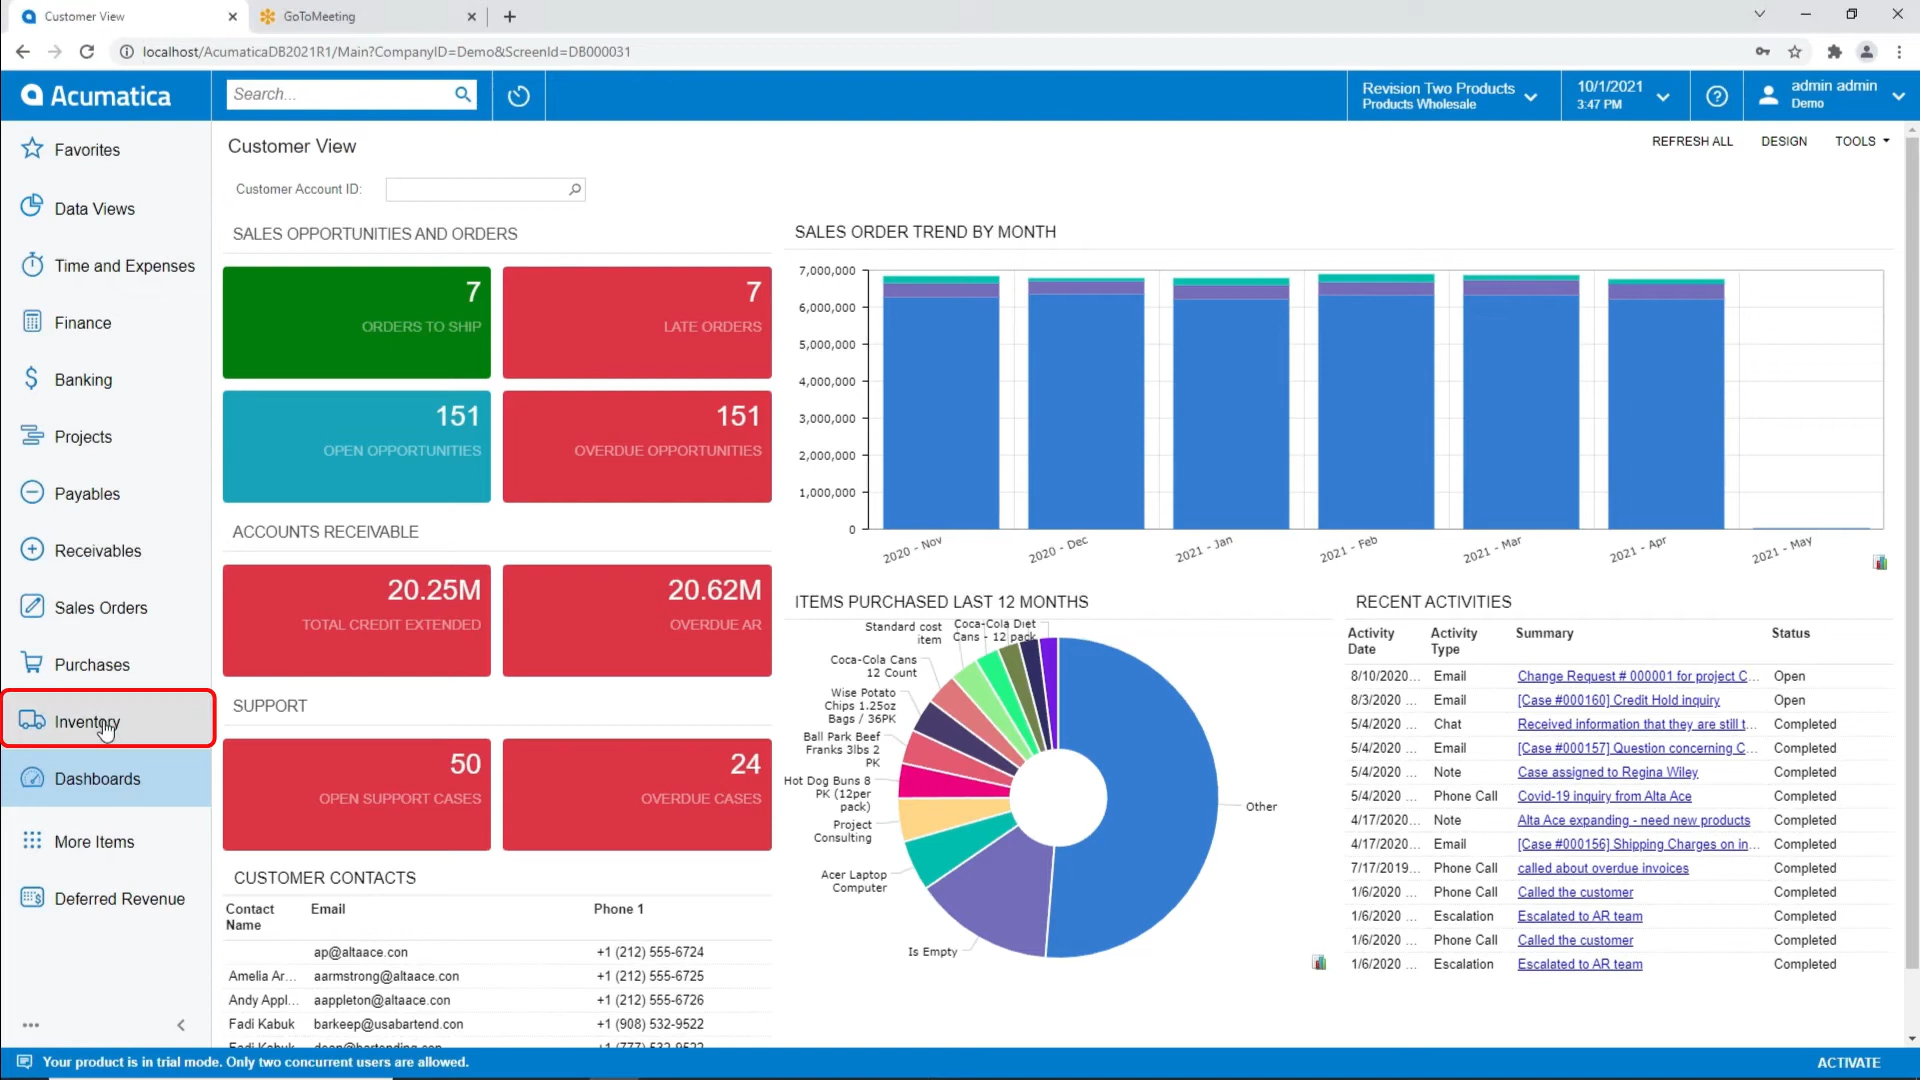 Customer View
GoToMeeting
localhost/AcumaticaDB2021R1/Main?CompanyID=Demo&ScreenId=DB000031
Acumatica
Search...
Revision Two Products
Products Wholesale
10/1/2021
3:47 PM
admin admin
Demo
Favorites
Data Views
Time and Expenses
Finance
Banking
Projects
Payables
Receivables
Sales Orders
Purchases
Inventory
Dashboards
More Items
Deferred Revenue
Customer View
REFRESH ALL
DESIGN
TOOLS
Customer Account ID:
SALES OPPORTUNITIES AND ORDERS
7
ORDERS TO SHIP
7
LATE ORDERS
151
OPEN OPPORTUNITIES
151
OVERDUE OPPORTUNITIES
ACCOUNTS RECEIVABLE
20.25M
TOTAL CREDIT EXTENDED
20.62M
OVERDUE AR
SUPPORT
50
OPEN SUPPORT CASES
24
OVERDUE CASES
CUSTOMER CONTACTS
Contact Name Email Phone 1
ap@altaace.con +1 (212) 555-6724
Amelia Ar... aarmstrong@altaace.con +1 (212) 555-6725
Andy Appl... aappleton@altaace.con +1 (212) 555-6726
Fadi Kabuk barkeep@usabartend.con +1 (908) 532-9522
SALES ORDER TREND BY MONTH
7,000,000
6,000,000
5,000,000
4,000,000
3,000,000
2,000,000
1,000,000
0
2020 - Nov
2020 - Dec
2021 - Jan
2021 - Feb
2021 - Mar
2021 - Apr
2021 - May
ITEMS PURCHASED LAST 12 MONTHS
Coca-Cola Diet
Cans - 12 pack
Standard cost
item
Coca-Cola Cans
12 Count
Wise Potato
Chips 1.25oz
Bags / 36PK
Ball Park Beef
Franks 3lbs 2
PK
Hot Dog Buns 8
PK (12per
pack)
Project
Consulting
Acer Laptop
Computer
Is Empty
Other
RECENT ACTIVITIES
Activity Date Activity Type Summary Status
8/10/2020... Email Change Request # 000001 for project C... Open
8/3/2020 ... Email [Case #000160] Credit Hold inquiry Open
5/4/2020 ... Chat Received information that they are still t... Completed
5/4/2020 ... Email [Case #000157] Question concerning C... Completed
5/4/2020 ... Note Case assigned to Regina Wiley Completed
5/4/2020 ... Phone Call Covid-19 inquiry from Alta Ace Completed
4/17/2020... Note Alta Ace expanding - need new products Completed
4/17/2020... Email [Case #000156] Shipping Charges on in... Completed
7/17/2019... Phone Call called about overdue invoices Completed
1/6/2020 ... Phone Call Called the customer Completed
1/6/2020 ... Escalation Escalated to AR team Completed
1/6/2020 ... Phone Call Called the customer Completed
1/6/2020 ... Escalation Escalated to AR team Completed
Your product is in trial mode. Only two concurrent users are allowed.
ACTIVATE